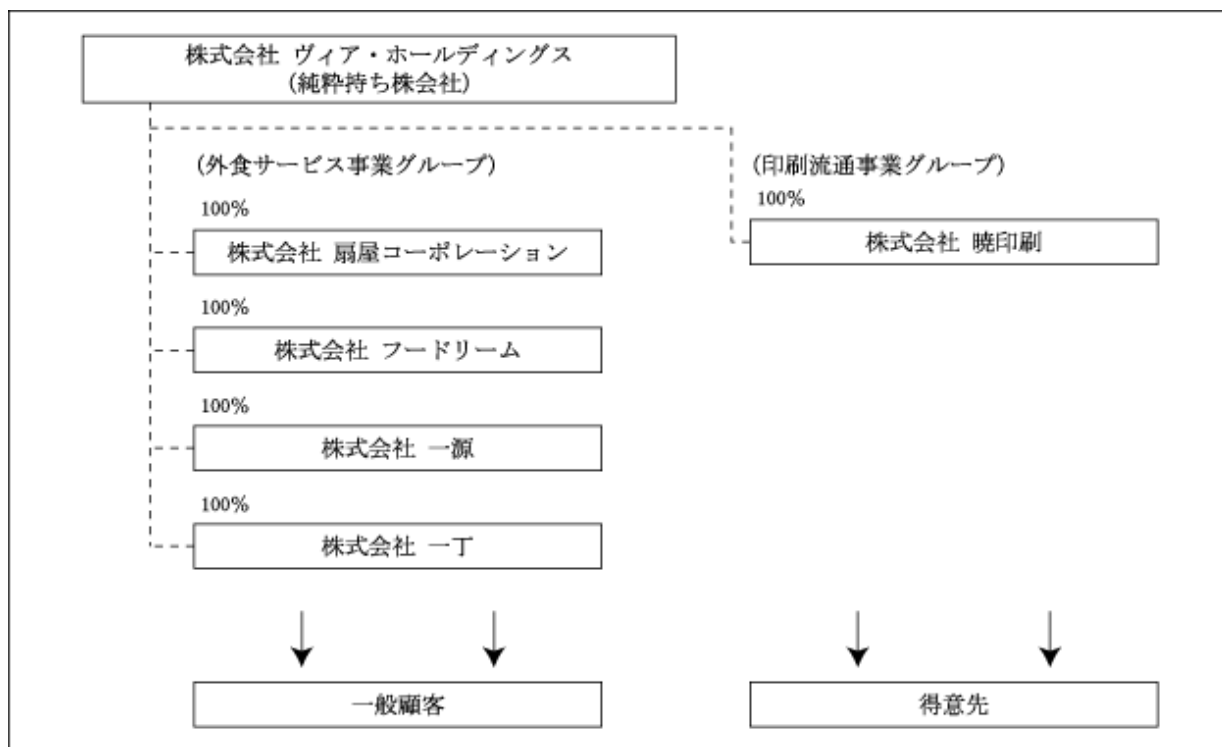 株式会社 ヴィア・ホールディングス
(純粋持ち株会社)
(外食サービス事業グループ)
100%
株式会社 扇屋コーポレーション
100%
株式会社 フードリーム
100%
株式会社 一源
100%
株式会社 一丁
一般顧客
(印刷流通事業グループ)
100%
株式会社 暁印刷
得意先